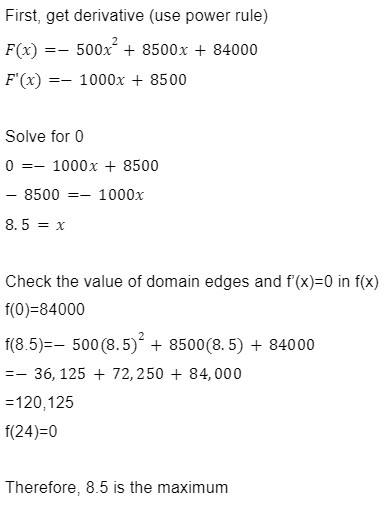 First, get derivative (use power rule)
F(x) =− 500x² + 8500x + 84000
F'(x) =− 1000x + 8500
Solve for 0
0 =− 1000x + 8500
− 8500 =− 1000x
8. 5 = x
Check the value of domain edges and f'(x)=0 in f(x)
f(0)=84000
f(8.5)=− 500(8. 5)² + 8500(8. 5) + 84000
=− 36, 125 + 72, 250 + 84, 000
=120,125
f(24)=0
Therefore, 8.5 is the maximum